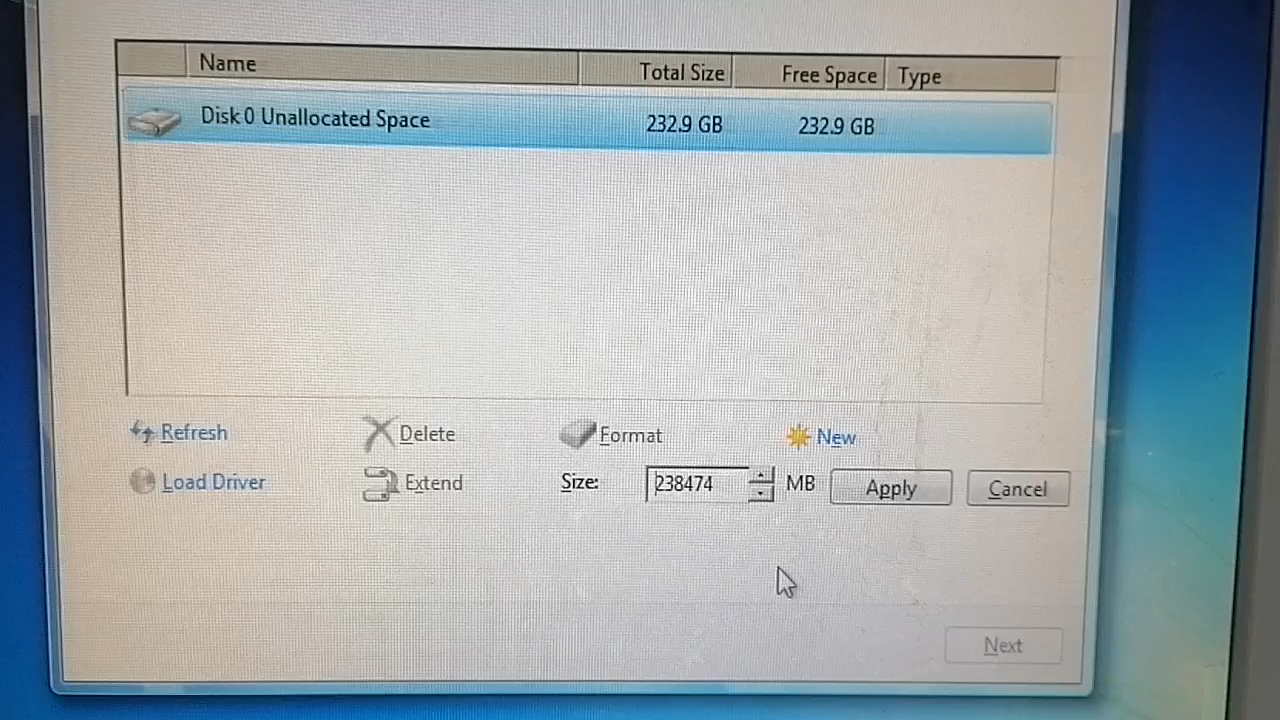 Name Total Size Free Space Type
Disk 0 Unallocated Space 232.9 GB 232.9 GB
Refresh Delete Format New
Load Driver Extend Size: 238474 MB Apply Cancel
Next